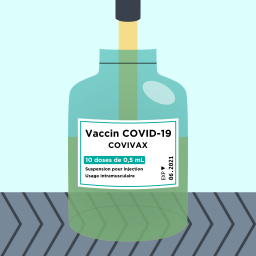 Vaccin COVID-19
COVIVAX
10 doses de 0,5 mL
Suspension pour injection
Usage intramusculaire
EXP ▼
06.2021